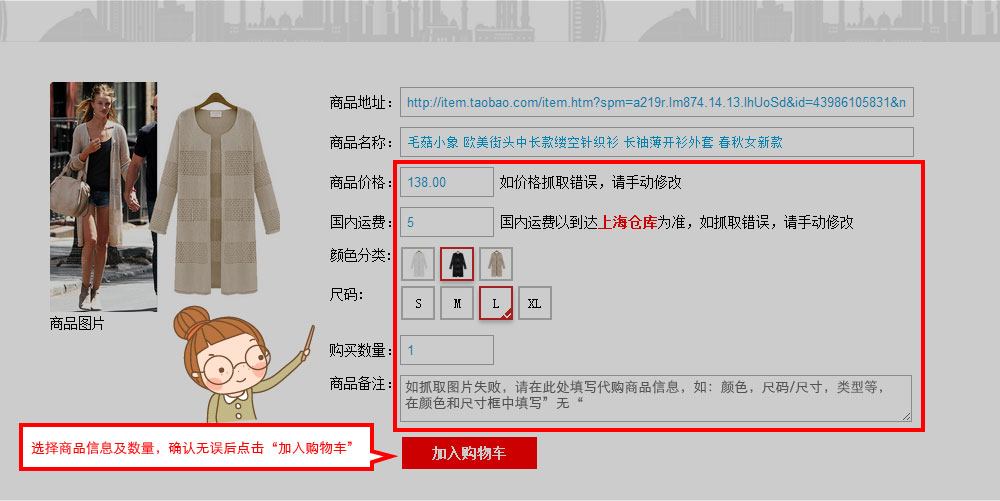 商品地址： http://item.taobao.com/item.htm?spm=a219r.lm874.14.13.lhUoSd&id=43986105831&n
商品名称： 毛菇小象 欧美街头中长款缕空针织衫 长袖薄开衫外套 春秋女新款
商品价格： 138.00 如价格抓取错误，请手动修改
国内运费： 5 国内运费以到达上海仓库为准，如抓取错误，请手动修改
颜色分类：
尺码： S M L XL
商品图片
购买数量： 1
商品备注： 如抓取图片失败，请在此处填写代购商品信息，如：颜色，尺码/尺寸，类型等，
在颜色和尺寸框中填写”无“
选择商品信息及数量，确认无误后点击“加入购物车”
加入购物车